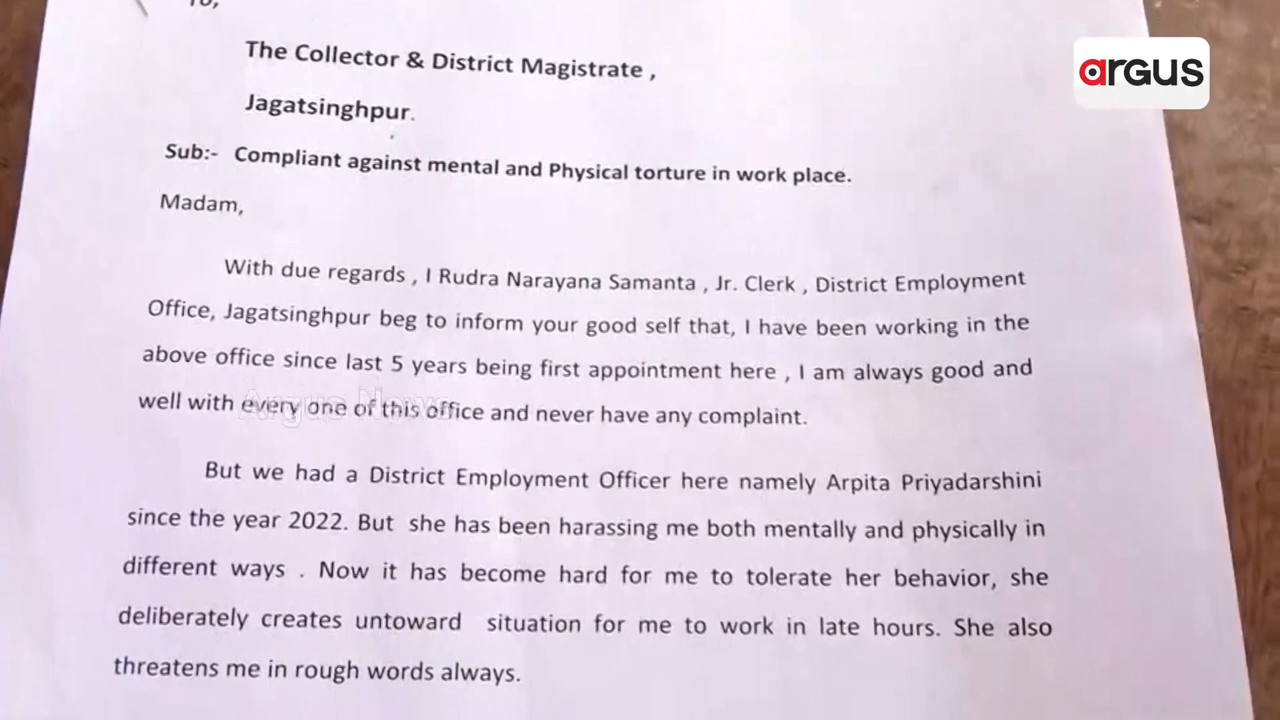 To,
The Collector & District Magistrate ,
Jagatsinghpur.
Sub:- Compliant against mental and Physical torture in work place.
Madam,
With due regards , I Rudra Narayana Samanta , Jr. Clerk , District Employment
Office, Jagatsinghpur beg to inform your good self that, I have been working in the
above office since last 5 years being first appointment here , I am always good and
well with every one of this office and never have any complaint.
But we had a District Employment Officer here namely Arpita Priyadarshini
since the year 2022. But she has been harassing me both mentally and physically in
different ways . Now it has become hard for me to tolerate her behavior, she
deliberately creates untoward situation for me to work in late hours. She also
threatens me in rough words always.
argus
Argus News